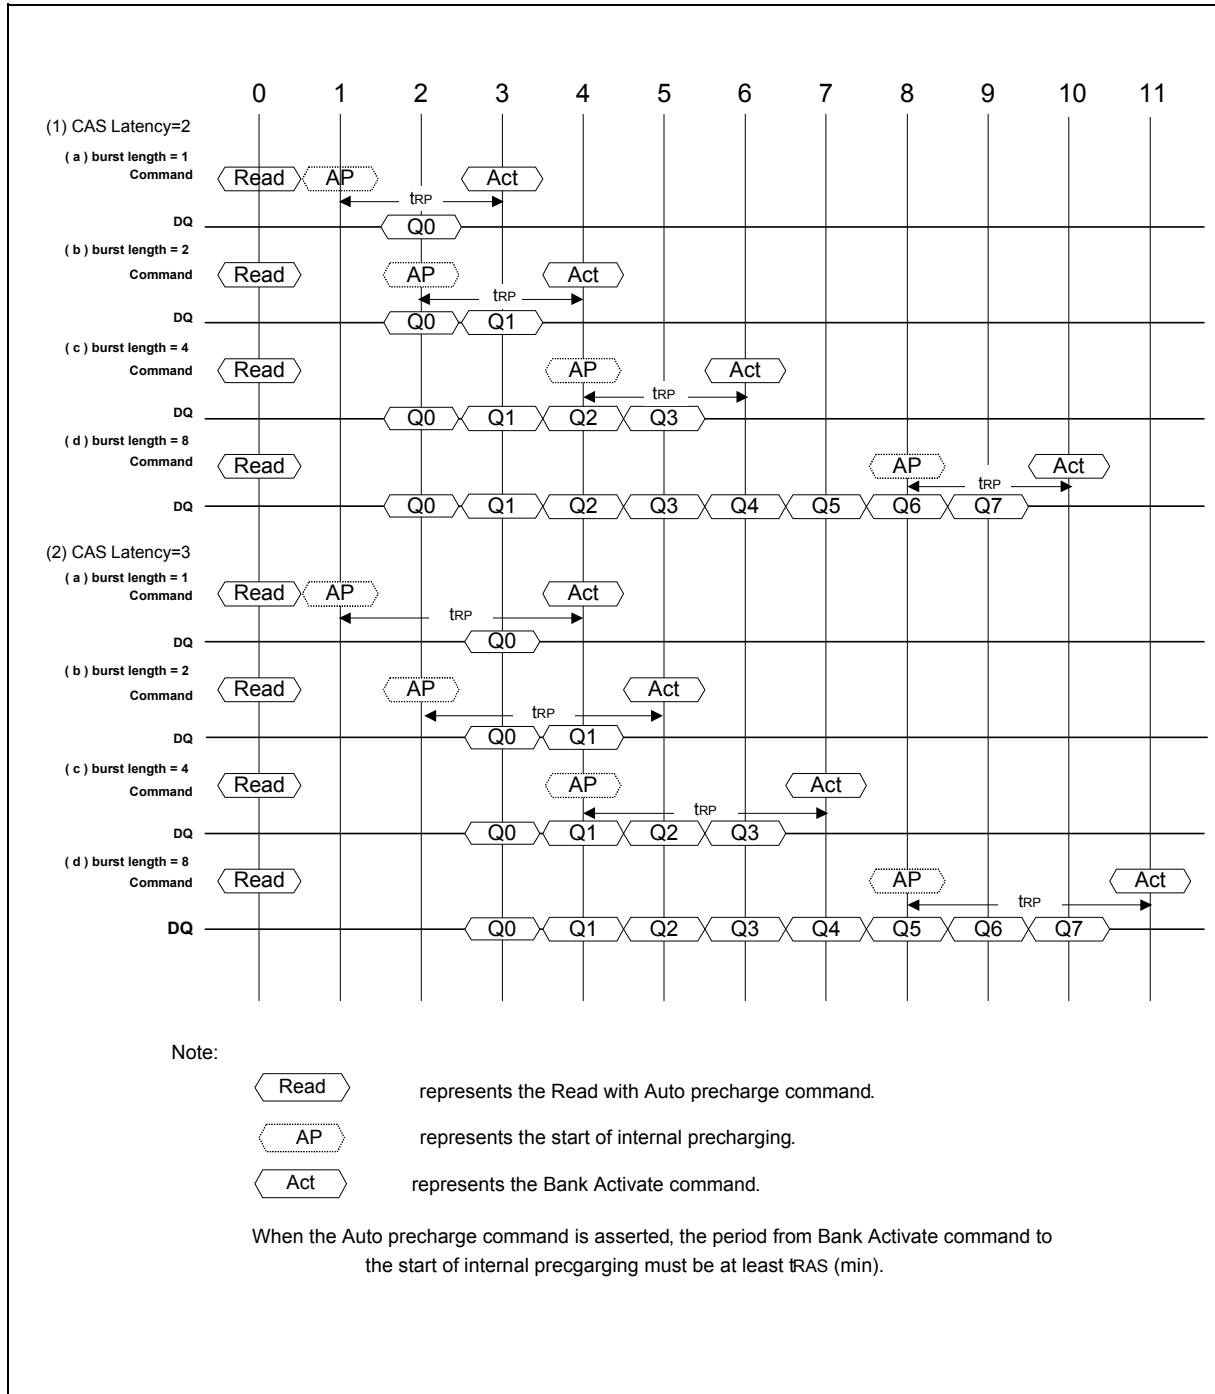 0 1 2 3 4 5 6 7 8 9 10 11
(1) CAS Latency=2
( a ) burst length = 1
Command Read AP Act
tRP
DQ Q0
( b ) burst length = 2
Command Read AP Act
tRP
DQ Q0 Q1
( c ) burst length = 4
Command Read AP Act
tRP
DQ Q0 Q1 Q2 Q3
( d ) burst length = 8
Command Read AP Act
tRP
DQ Q0 Q1 Q2 Q3 Q4 Q5 Q6 Q7
(2) CAS Latency=3
( a ) burst length = 1
Command Read AP Act
tRP
DQ Q0
( b ) burst length = 2
Command Read AP Act
tRP
DQ Q0 Q1
( c ) burst length = 4
Command Read AP Act
tRP
DQ Q0 Q1 Q2 Q3
( d ) burst length = 8
Command Read AP Act
tRP
DQ Q0 Q1 Q2 Q3 Q4 Q5 Q6 Q7
Note:
Read represents the Read with Auto precharge command.
AP represents the start of internal precharging.
Act represents the Bank Activate command.
When the Auto precharge command is asserted, the period from Bank Activate command to
the start of internal precgarging must be at least tRAS (min).